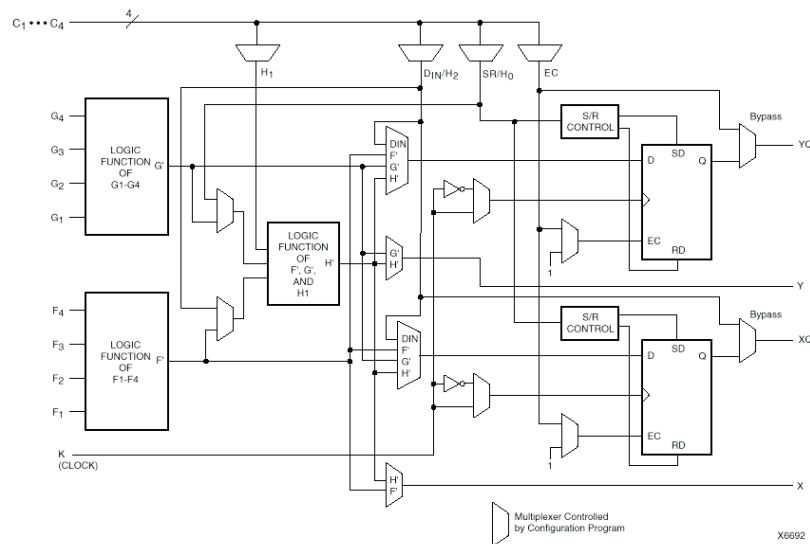 C1 • • • C4
4
H1
DIN/H2
SR/H0
EC
G4
G3
G2
G1
LOGIC
FUNCTION
OF
G1-G4
G'
DIN
F'
G'
H'
S/R
CONTROL
D
SD
Q
EC
RD
1
Bypass
YQ
LOGIC
FUNCTION
OF
F', G',
AND
H1
H'
G'
H'
Y
F4
F3
F2
F1
LOGIC
FUNCTION
OF
F1-F4
F'
DIN
F'
G'
H'
S/R
CONTROL
D
SD
Q
EC
RD
1
Bypass
XQ
K
(CLOCK)
H'
F'
X
Multiplexer Controlled
by Configuration Program
X6692